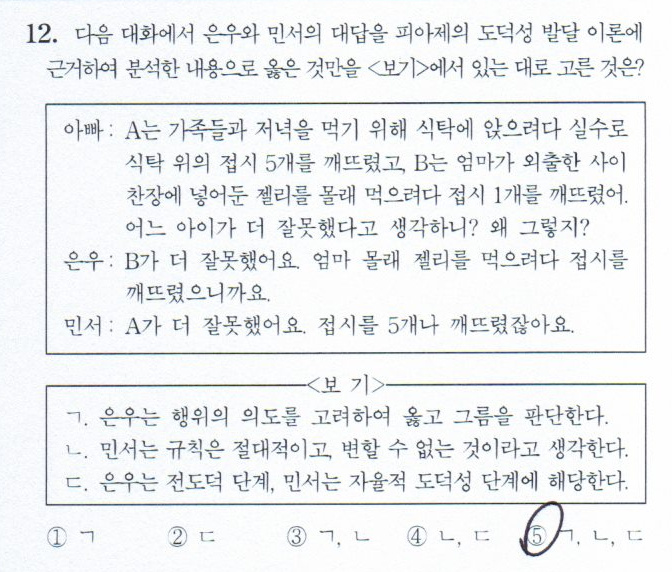 12. 다음 대화에서 은우와 민서의 대답을 피아제의 도덕성 발달 이론에
근거하여 분석한 내용으로 옳은 것만을 <보기>에서 있는 대로 고른 것은?
아빠 : A는 가족들과 저녁을 먹기 위해 식탁에 앉으려다 실수로
식탁 위의 접시 5개를 깨뜨렸고, B는 엄마가 외출한 사이
찬장에 넣어둔 젤리를 몰래 먹으려다 접시 1개를 깨뜨렸어.
어느 아이가 더 잘못했다고 생각하니? 왜 그렇지?
은우 : B가 더 잘못했어요. 엄마 몰래 젤리를 먹으려다 접시를
깨뜨렸으니까요.
민서 : A가 더 잘못했어요. 접시를 5개나 깨뜨렸잖아요.
<보 기>
ㄱ. 은우는 행위의 의도를 고려하여 옳고 그름을 판단한다.
ㄴ. 민서는 규칙은 절대적이고, 변할 수 없는 것이라고 생각한다.
ㄷ. 은우는 전도덕 단계, 민서는 자율적 도덕성 단계에 해당한다.
① ㄱ ② ㄷ ③ ㄱ, ㄴ ④ ㄴ, ㄷ ⑤ ㄱ, ㄴ, ㄷ